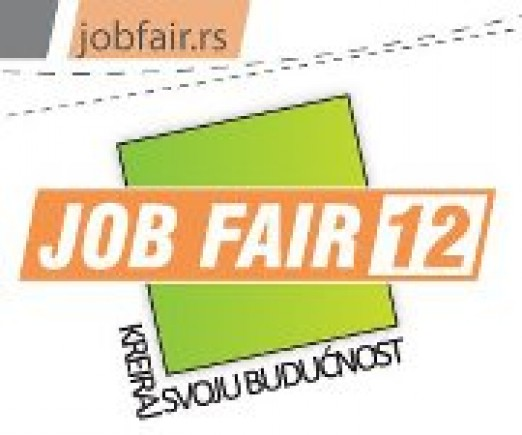 jobfair.rs
JOB FAIR 12
KREIRAJ
SVOJU BUDUĆNOST